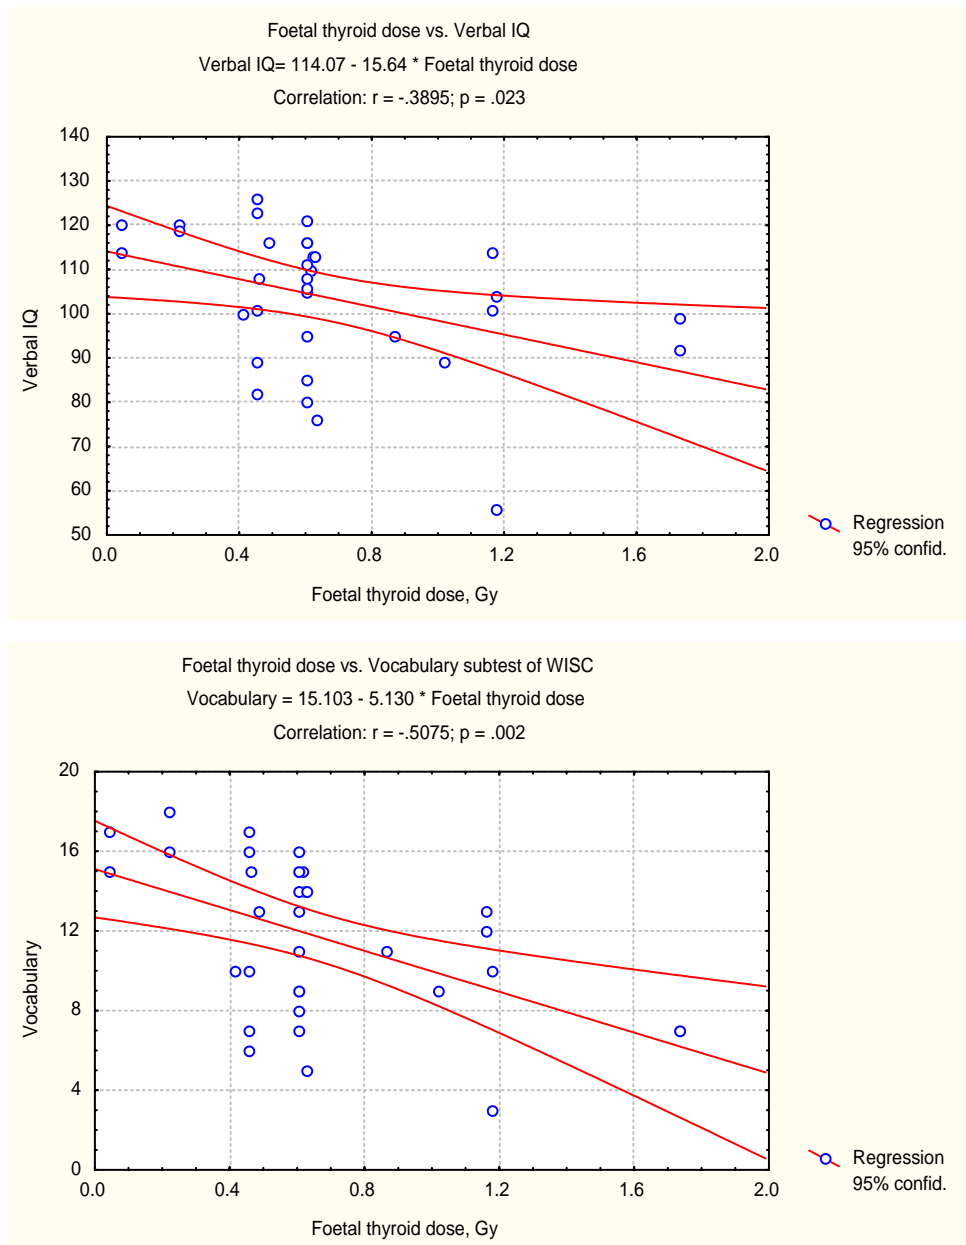 Foetal thyroid dose vs. Verbal IQ
Verbal IQ= 114.07 - 15.64 * Foetal thyroid dose
Correlation: r = -.3895; p = .023
140
130
120
110
100
90
80
70
60
50
Verbal IQ
0.0 0.4 0.8 1.2 1.6 2.0
Foetal thyroid dose, Gy
Regression
95% confid.
Foetal thyroid dose vs. Vocabulary subtest of WISC
Vocabulary = 15.103 - 5.130 * Foetal thyroid dose
Correlation: r = -.5075; p = .002
20
16
12
8
4
0
Vocabulary
0.0 0.4 0.8 1.2 1.6 2.0
Foetal thyroid dose, Gy
Regression
95% confid.